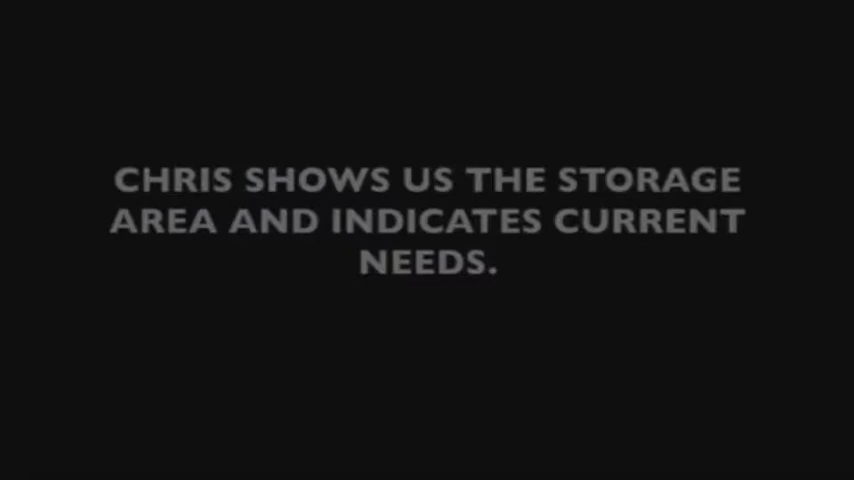 CHRIS SHOWS US THE STORAGE
AREA AND INDICATES CURRENT
NEEDS.